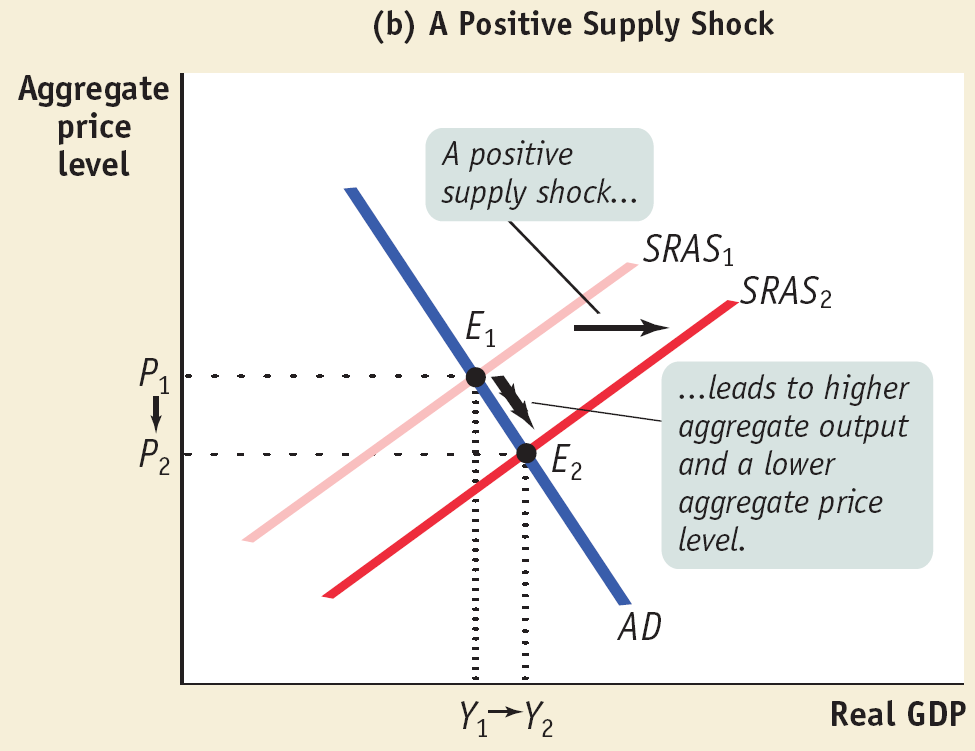 (b) A Positive Supply Shock
Aggregate
price
level
A positive
supply shock...
SRAS₁
SRAS₂
E₁
P₁
...leads to higher
aggregate output
and a lower
aggregate price
level.
P₂
E₂
AD
Y₁→Y₂
Real GDP